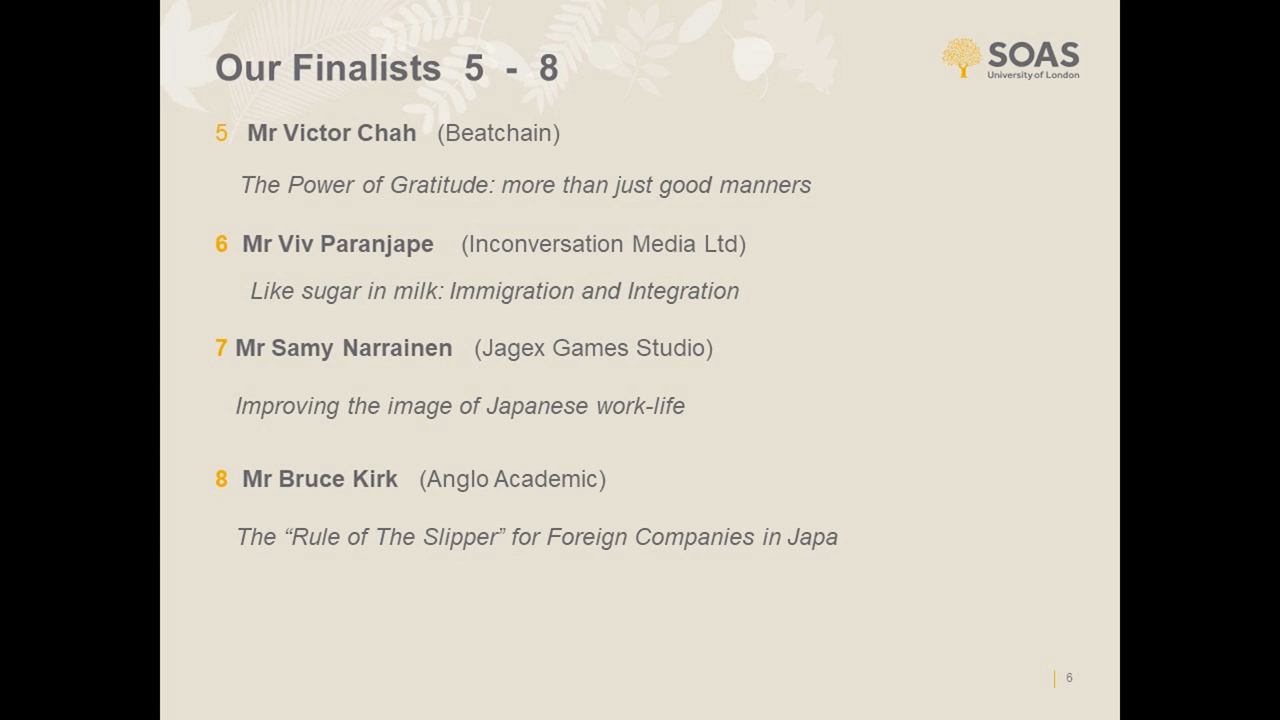 Our Finalists 5 - 8
SOAS
University of London
5 Mr Victor Chah (Beatchain)
The Power of Gratitude: more than just good manners
6 Mr Viv Paranjape (Inconversation Media Ltd)
Like sugar in milk: Immigration and Integration
7 Mr Samy Narrainen (Jagex Games Studio)
Improving the image of Japanese work-life
8 Mr Bruce Kirk (Anglo Academic)
The “Rule of The Slipper” for Foreign Companies in Japa
6